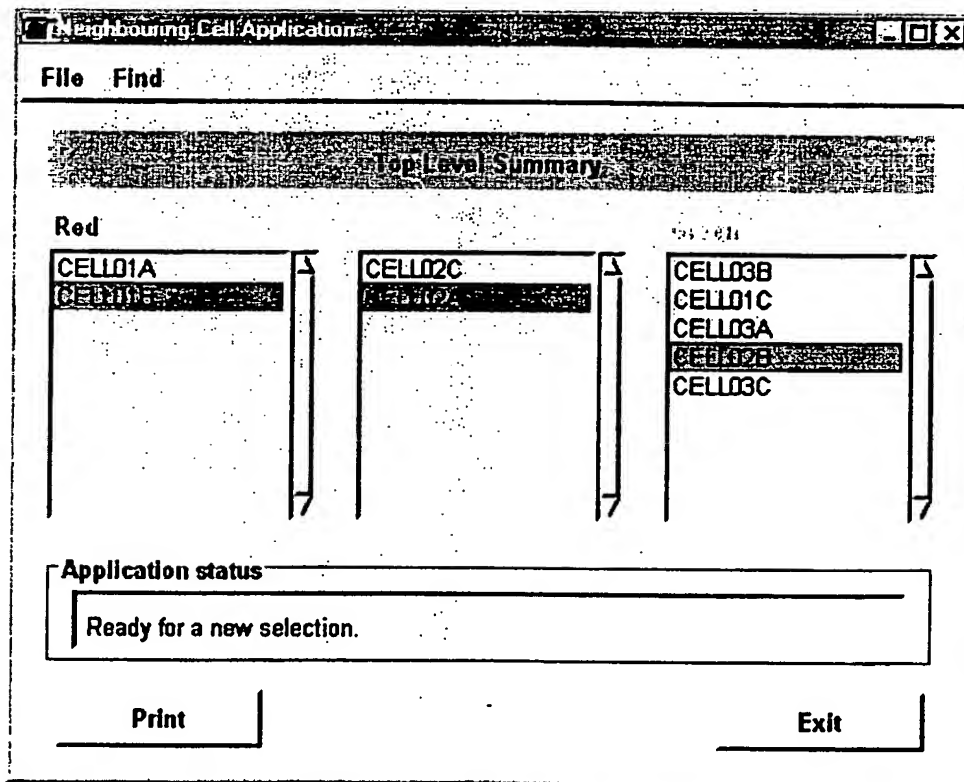 Neighbouring Cell Application
File Find
Top Level Summary
Red
CELL01A
CELL02C
CELL03B
CELL01C
CELL03A
CELL02B
CELL03C
Application status
Ready for a new selection.
Print
Exit